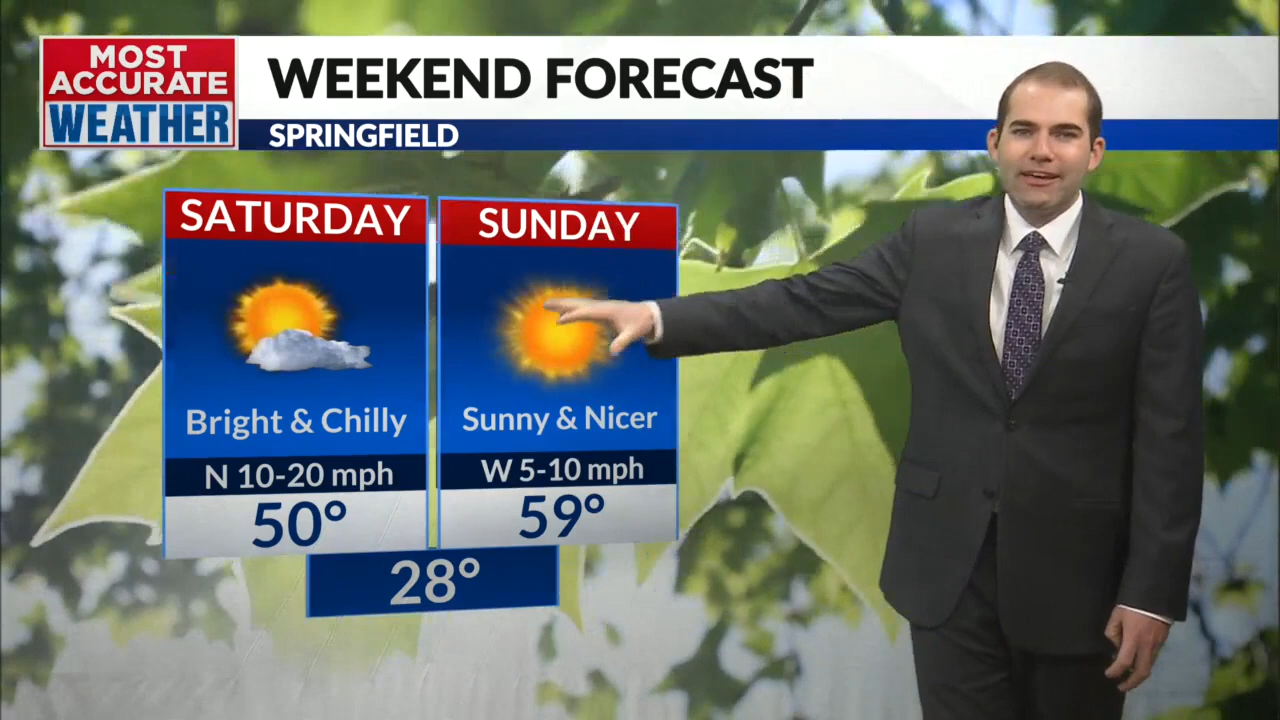 MOST
ACCURATE
WEATHER
WEEKEND FORECAST
SPRINGFIELD
SATURDAY
Bright & Chilly
N 10-20 mph
50°
SUNDAY
Sunny & Nicer
W 5-10 mph
59°
28°